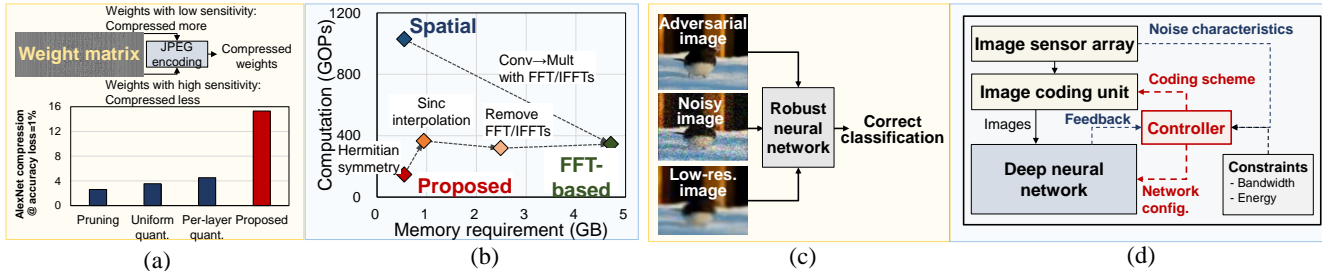 Weights with low sensitivity:
Compressed more
Weight matrix
JPEG
encoding
Compressed
weights
Weights with high sensitivity:
Compressed less
AlexNet compression
@ accuracy loss=1%
16
12
8
4
0
Pruning
Uniform
quant.
Per-layer
quant.
Proposed
(a)
Computation (GOPs)
1200
1000
800
400
200
0
Spatial
Conv→Mult
with FFT/IFFTs
Sinc
interpolation
Remove
FFT/IFFTs
Hermitian
symmetry
Proposed
FFT-
based
0 1 2 3 4 5
Memory requirement (GB)
(b)
Adversarial
image
Noisy
image
Low-res.
image
Robust
neural
network
Correct
classification
(c)
Image sensor array
Noise characteristics
Coding scheme
Image coding unit
Images
Feedback
Controller
Deep neural
network
Network
config.
Constraints
- Bandwidth
- Energy
(d)